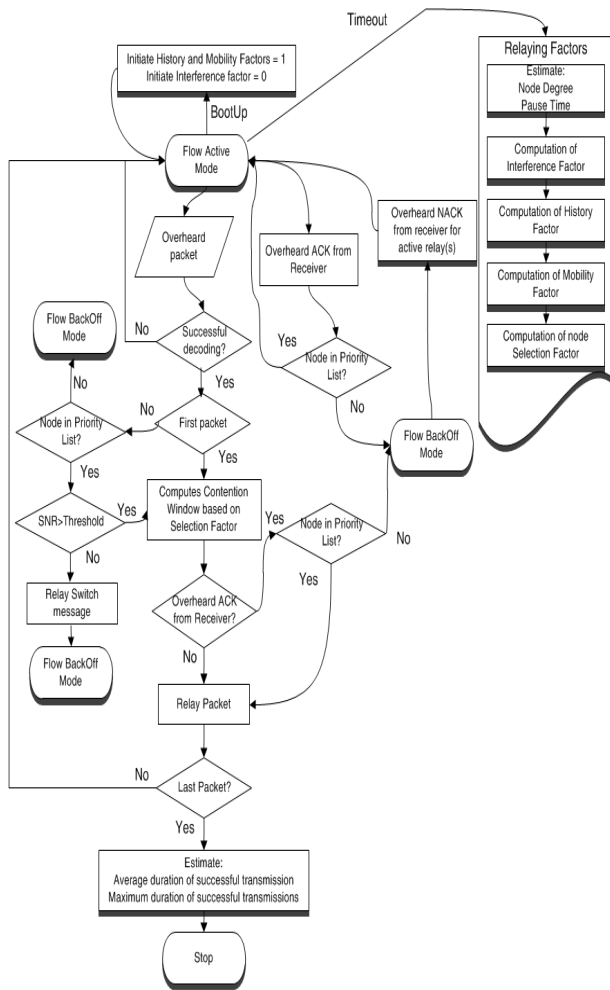 Timeout
Initiate History and Mobility Factors = 1
Initiate Interference factor = 0
BootUp
Relaying Factors
Estimate:
Node Degree
Pause Time
Computation of
Interference Factor
Computation of History
Factor
Computation of Mobility
Factor
Computation of node
Selection Factor
Flow Active
Mode
Overheard
packet
Overheard ACK from
Receiver
Overheard NACK
from receiver for
active relay(s)
Flow BackOff
Mode
No
Successful
decoding?
Yes
Yes
Node in Priority
List?
No
No
Node in Priority
List?
No
First packet
Yes
Flow BackOff
Mode
Yes
SNR>Threshold
Yes
Computes Contention
Window based on
Selection Factor
Yes
Node in Priority
List?
No
Yes
No
Relay Switch
message
Overheard ACK
from Receiver?
Flow BackOff
Mode
No
Relay Packet
No
Last Packet?
Yes
Estimate:
Average duration of successful transmission
Maximum duration of successful transmissions
Stop